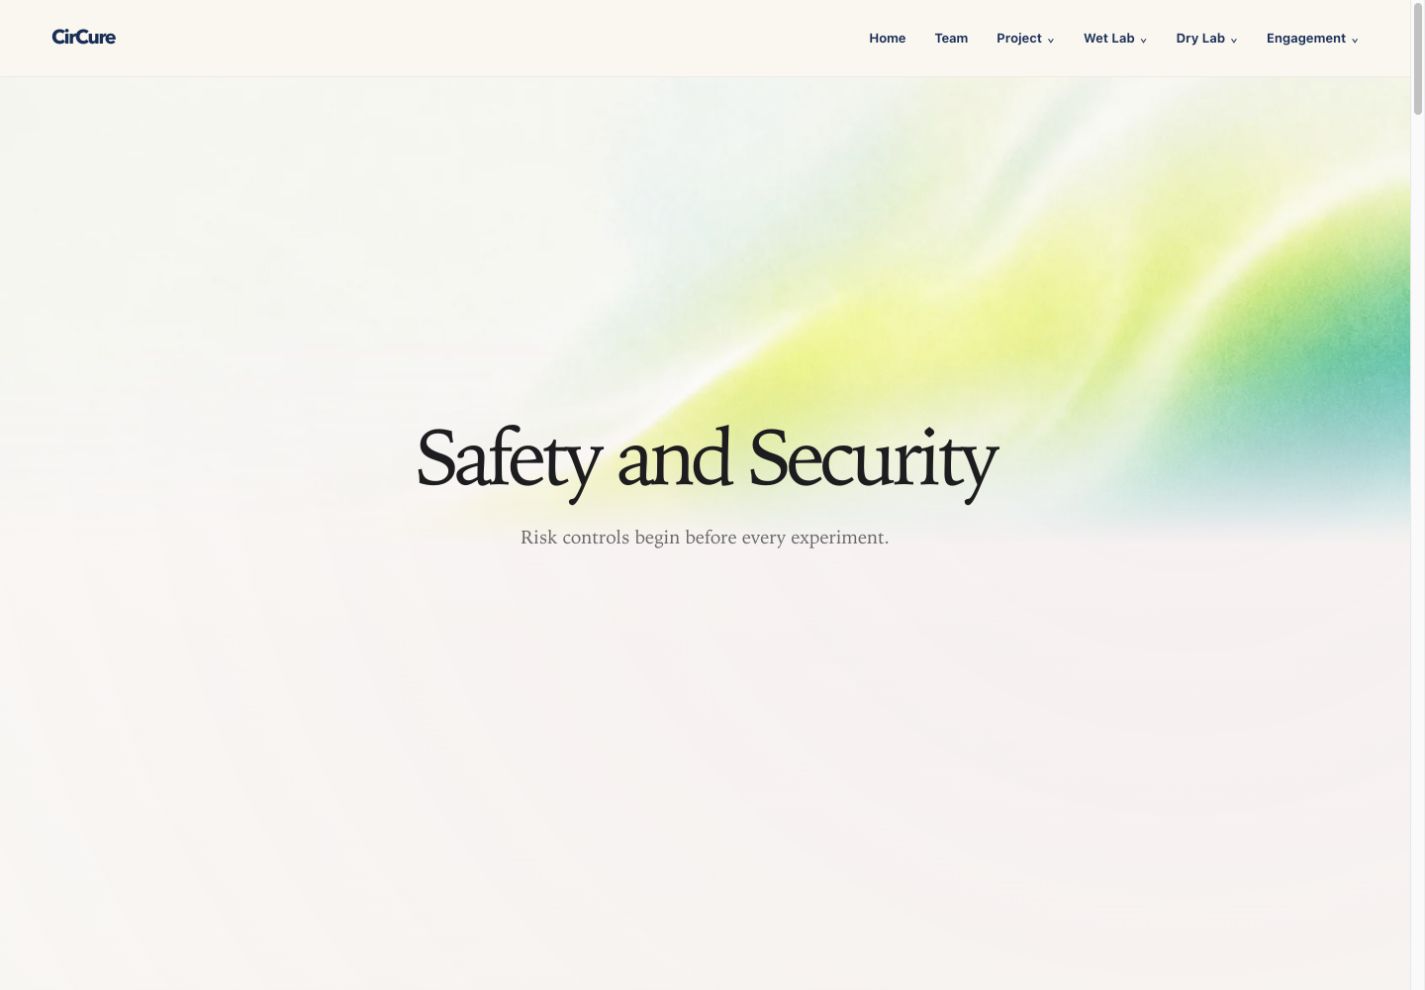 CirCure
Home Team Project Wet Lab Dry Lab Engagement
Safety and Security
Risk controls begin before every experiment.